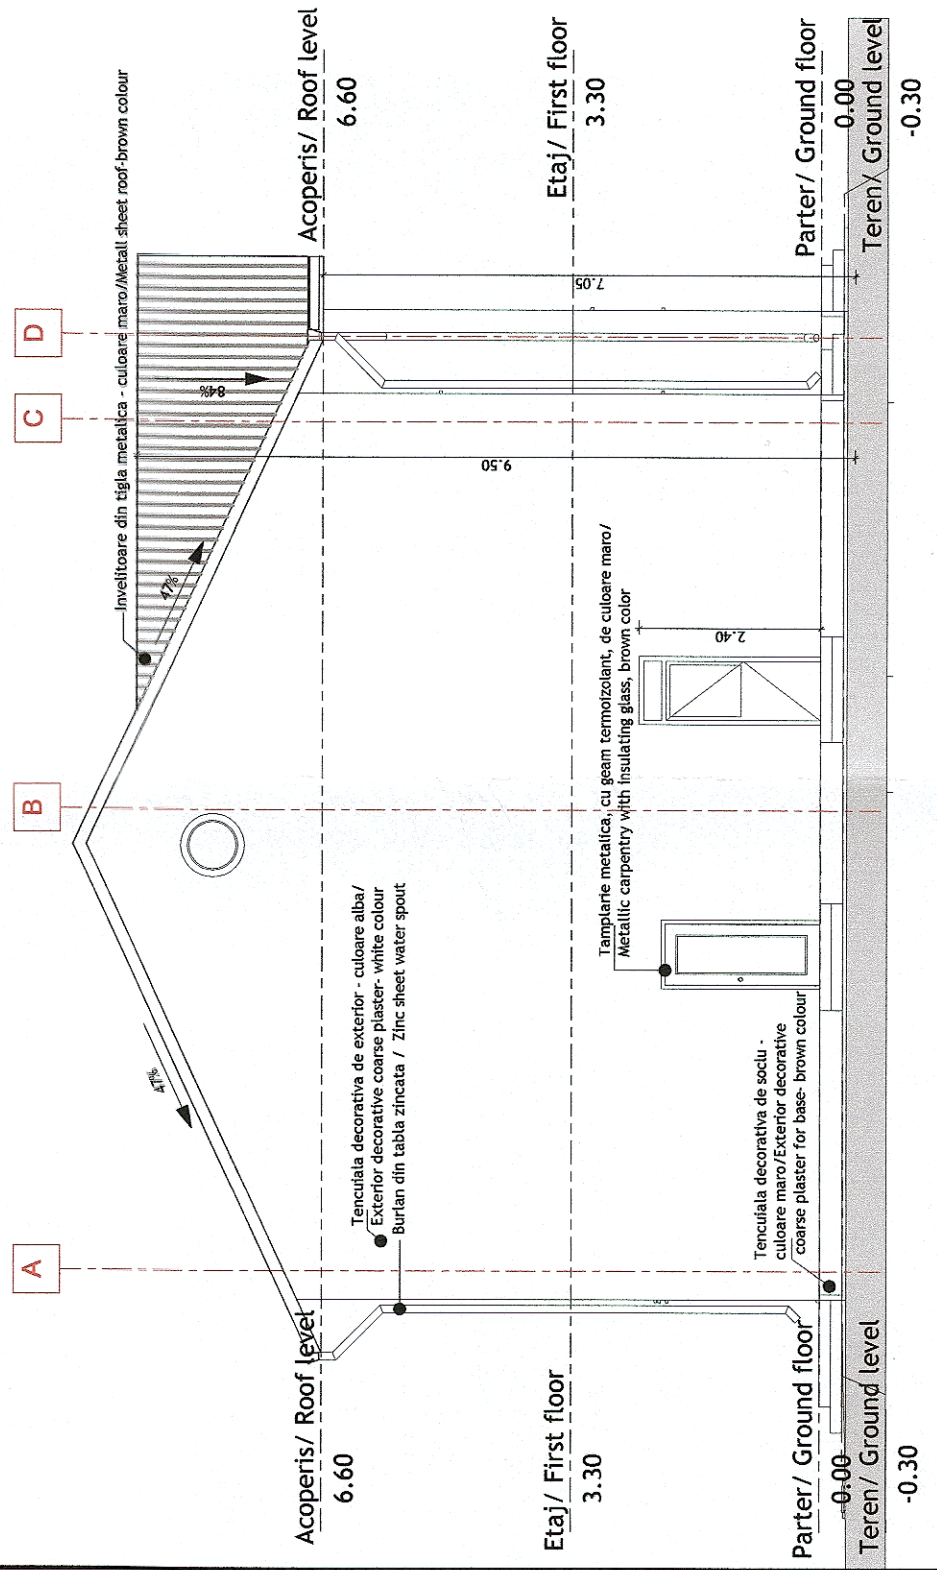 A
B
C
D
Invelitoare din tigla metalica - culoare maro/Metall sheet roof-brown colour
47%
47%
84%
Acoperis/ Roof level
6.60
Acoperis/ Roof level
6.60
Tencuiala decorativa de exterior - culoare alba/
Exterior decorative coarse plaster- white colour
Burlan din tabla zincata / Zinc sheet water spout
9.50
7.05
Etaj/ First floor
3.30
Etaj/ First floor
3.30
Tamplarie metalica, cu geam termoizolant, de culoare maro/
Metallic carpentry with insulating glass, brown color
2.40
Tencuiala decorativa de soclu -
culoare maro/Exterior decorative
coarse plaster for base- brown colour
Parter/ Ground floor
0.00
Parter/ Ground floor
0.00
Teren/ Ground level
-0.30
Teren/ Ground level
-0.30